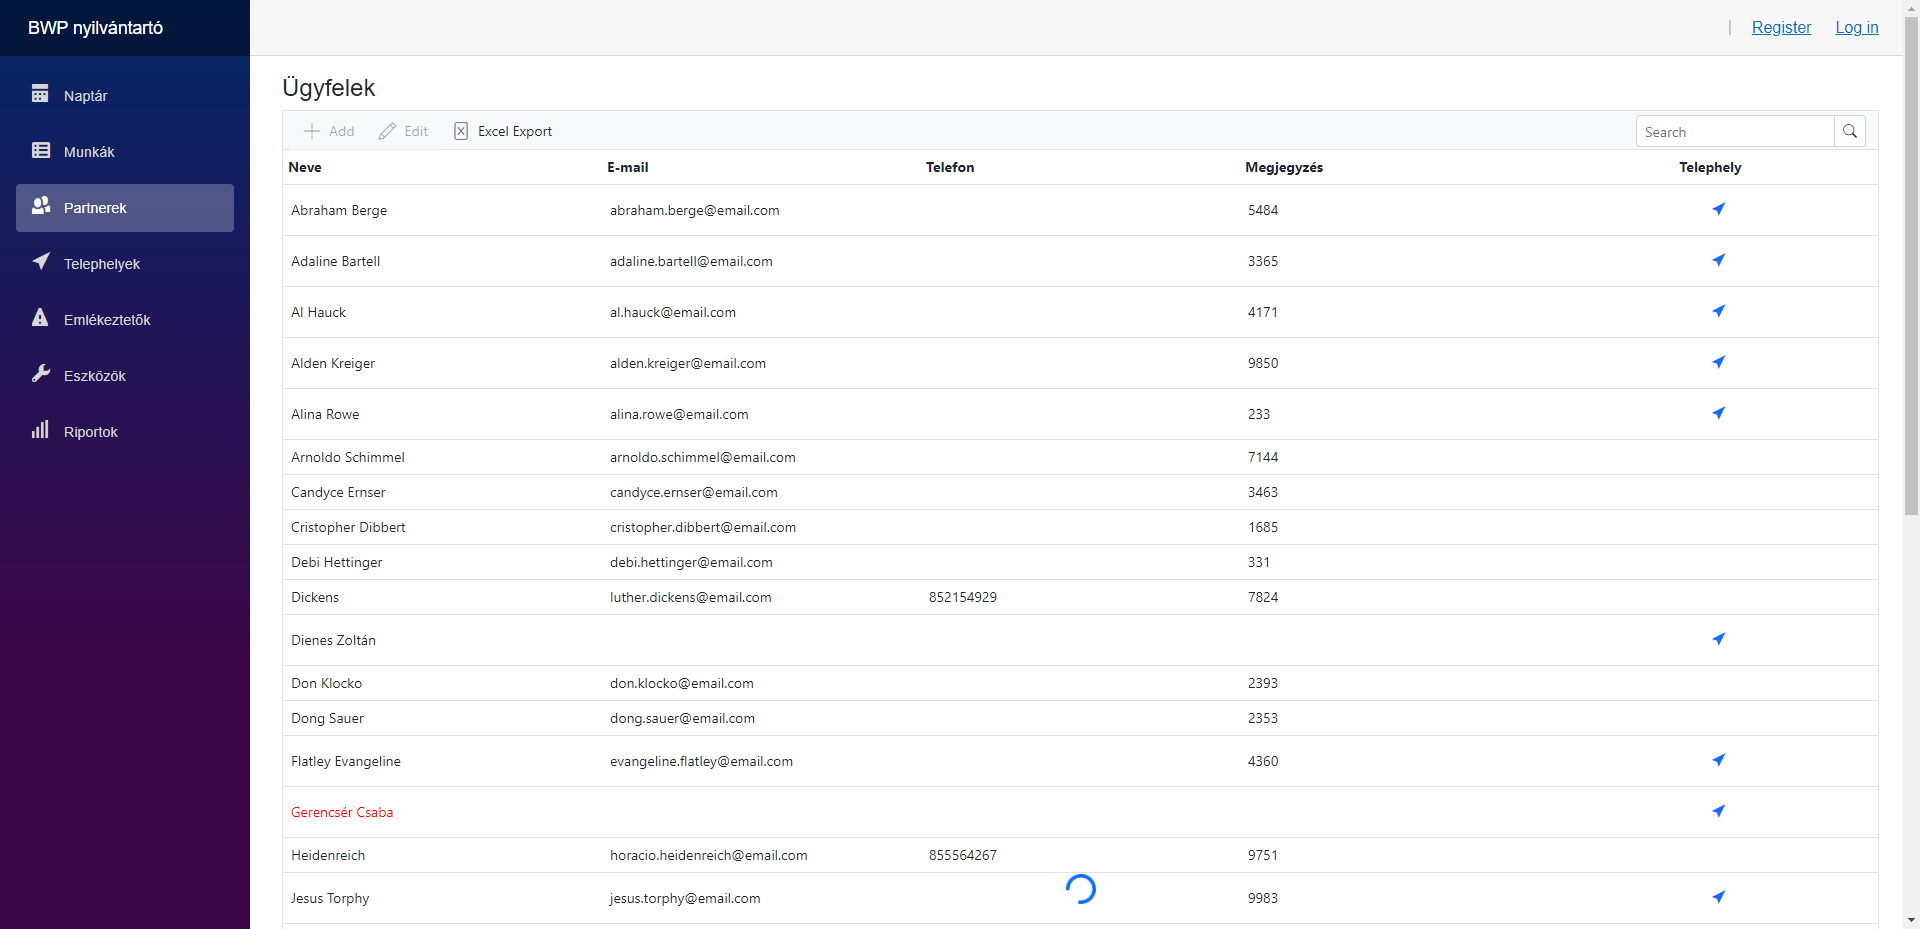 BWP nyilvántartó
Naptár
Munkák
Partnerek
Telephelyek
Emlékeztetők
Eszközök
Riportok
| Register Log in
Ügyfelek
Add Edit Excel Export Search
Neve E-mail Telefon Megjegyzés Telephely
Abraham Berge abraham.berge@email.com 5484
Adaline Bartell adaline.bartell@email.com 3365
Al Hauck al.hauck@email.com 4171
Alden Kreiger alden.kreiger@email.com 9850
Alina Rowe alina.rowe@email.com 233
Arnoldo Schimmel arnoldo.schimmel@email.com 7144
Candyce Ernser candyce.ernser@email.com 3463
Cristopher Dibbert cristopher.dibbert@email.com 1685
Debi Hettinger debi.hettinger@email.com 331
Dickens luther.dickens@email.com 852154929 7824
Dienes Zoltán
Don Klocko don.klocko@email.com 2393
Dong Sauer dong.sauer@email.com 2353
Flatley Evangeline evangeline.flatley@email.com 4360
Gerencsér Csaba
Heidenreich horacio.heidenreich@email.com 855564267 9751
Jesus Torphy jesus.torphy@email.com 9983